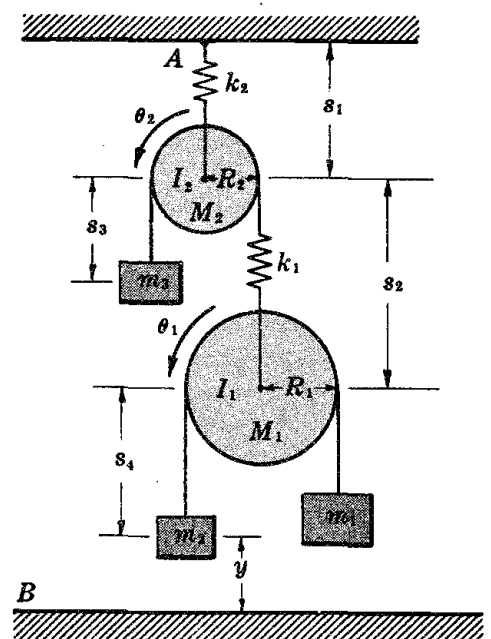 A
k₂
s₁
θ₂
I₂
R₂
M₂
s₃
m₃
k₁
s₂
θ₁
I₁
R₁
M₁
s₄
m₂
m₁
y
B